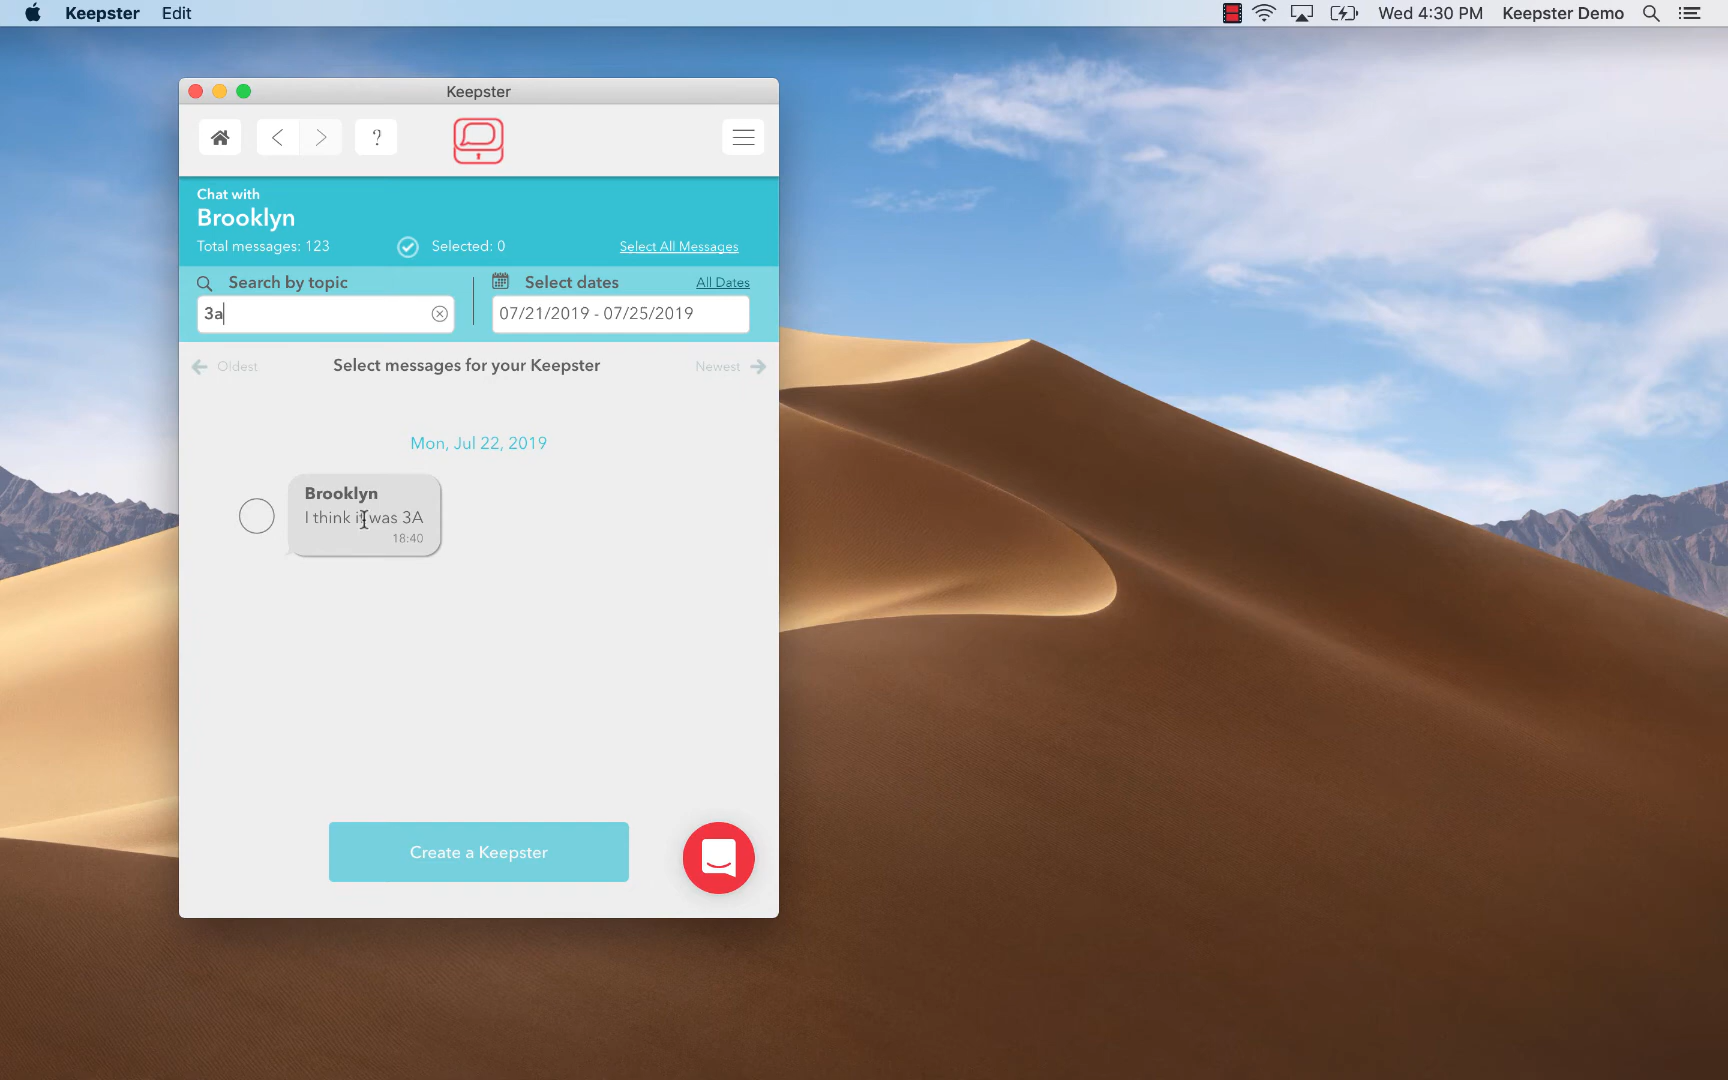 Keepster Edit Wed 4:30 PM Keepster Demo
Keepster
?
Chat with
Brooklyn
Total messages: 123 Selected: 0 Select All Messages
Search by topic Select dates All Dates
3a 07/21/2019 - 07/25/2019
Oldest Select messages for your Keepster Newest
Mon, Jul 22, 2019
Brooklyn
I think it was 3A
18:40
Create a Keepster